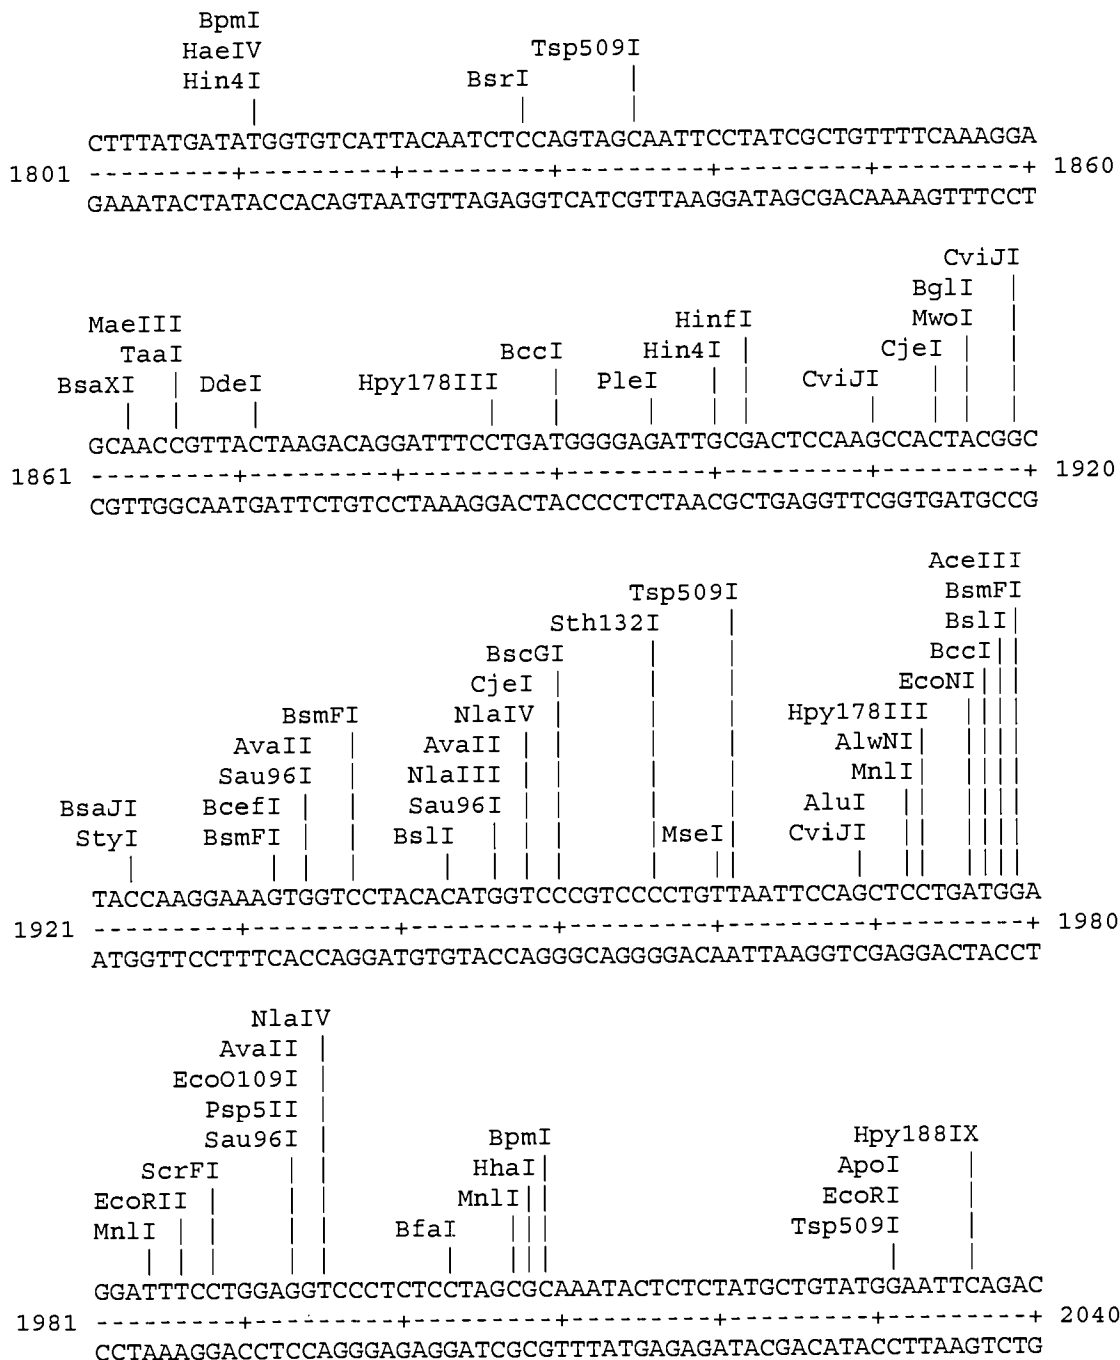 BpmI
HaeIV Tsp509I
Hin4I BsrI
CTTTATGATATGGTGTCATTACAATCTCCAGTAGCAATTCCTATCGCTGTTTTCAAAGGA
1801 ---------+---------+---------+---------+---------+---------+ 1860
GAAATACTATACCACAGTAATGTTAGAGGTCATCGTTAAGGATAGCGACAAAAGTTTCCT
CviJI
BglI
MaeIII HinfI MwoI
TaaI BccI Hin4I CjeI
BsaXI DdeI Hpy178III PleI CviJI
GCAACCGTTACTAAGACAGGATTTCCTGATGGGGAGATTGCGACTCCAAGCCACTACGGC
1861 ---------+---------+---------+---------+---------+---------+ 1920
CGTTGGCAATGATTCTGTCCTAAAGGACTACCCCTCTAACGCTGAGGTTCGGTGATGCCG
AceIII
Tsp509I BsmFI
Sth132I BslI
BscGI BccI
CjeI EcoNI
BsmFI NlaIV Hpy178III
AvaII AvaII AlwNI
Sau96I NlaIII MnlI
BsaJI BcefI Sau96I AluI
StyI BsmFI BslI MseI CviJI
TACCAAGGAAAGTGGTCCTACACATGGTCCCGTCCCCTGTTAATTCCAGCTCCTGATGGA
1921 ---------+---------+---------+---------+---------+---------+ 1980
ATGGTTCCTTTCACCAGGATGTGTACCAGGGCAGGGGACAATTAAGGTCGAGGACTACCT
NlaIV
AvaII
EcoO109I
Psp5II
Sau96I BpmI Hpy188IX
ScrFI HhaI ApoI
EcoRII MnlI EcoRI
MnlI BfaI Tsp509I
GGATTTCCTGGAGGTCCCTCTCCTAGCGCAAATACTCTCTATGCTGTATGGAATTCAGAC
1981 ---------+---------+---------+---------+---------+---------+ 2040
CCTAAAGGACCTCCAGGGAGAGGATCGCGTTTATGAGAGATACGACATACCTTAAGTCTG